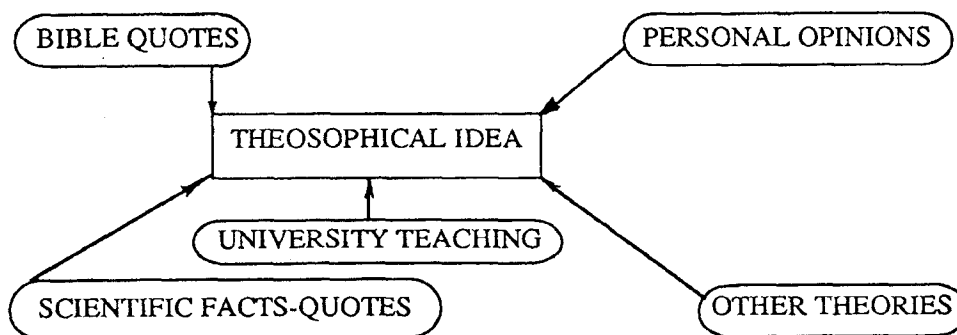 BIBLE QUOTES
PERSONAL OPINIONS
THEOSOPHICAL IDEA
UNIVERSITY TEACHING
SCIENTIFIC FACTS-QUOTES
OTHER THEORIES